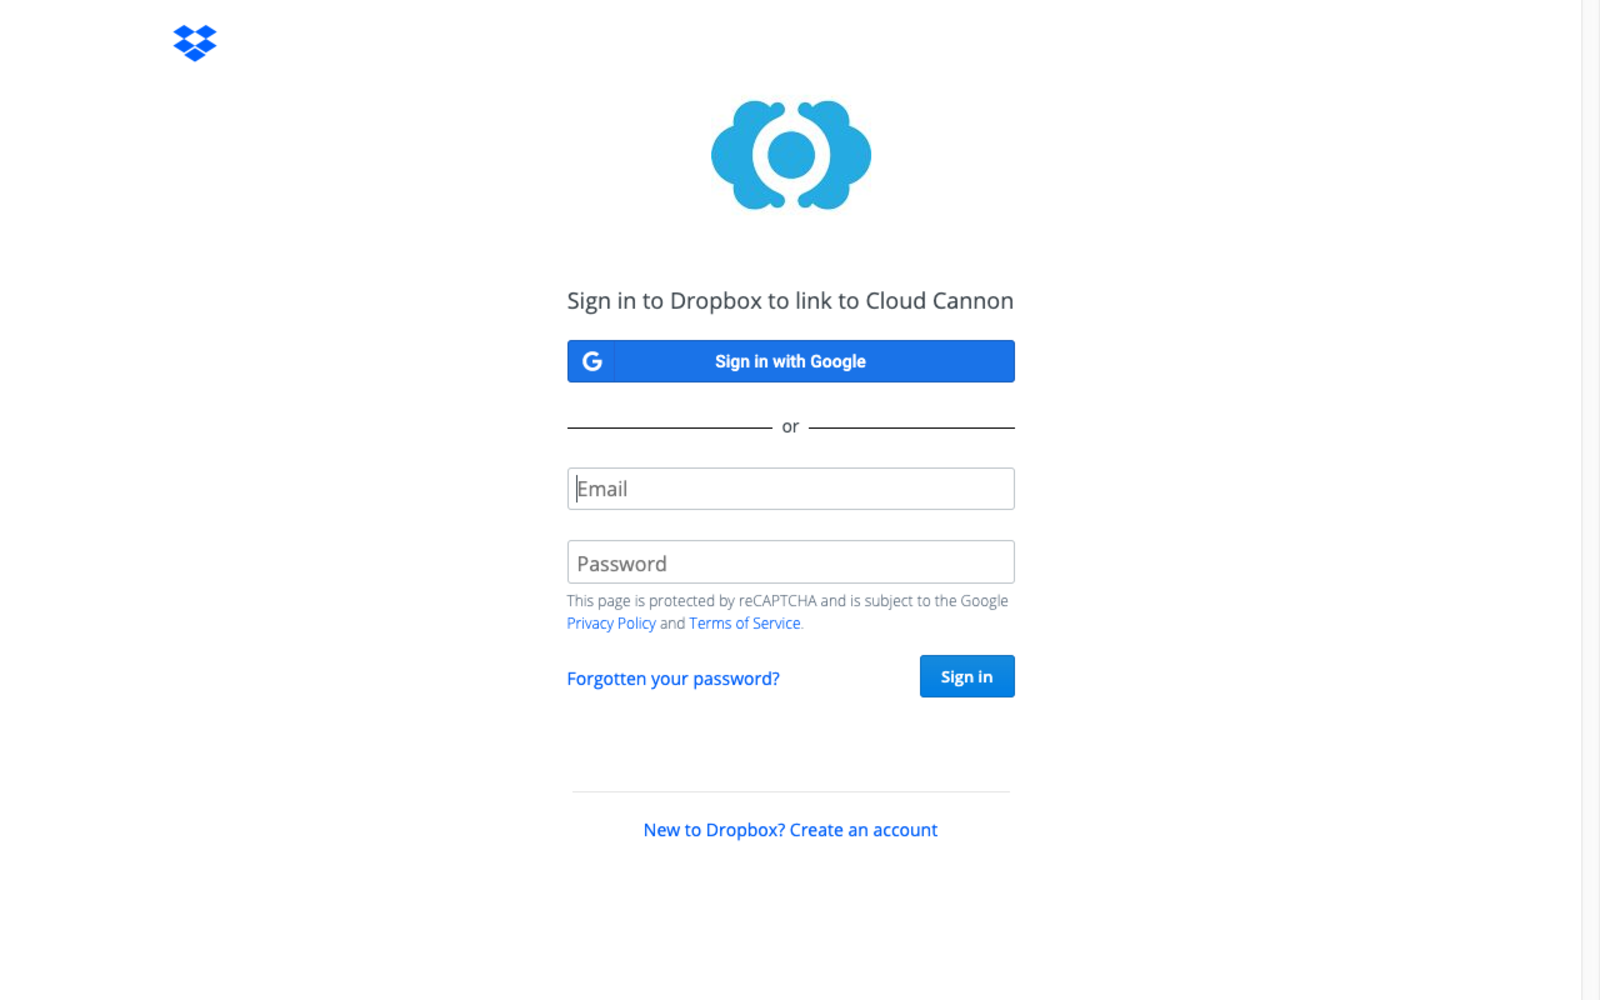 Sign in to Dropbox to link to Cloud Cannon
G Sign in with Google
or
Email
Password
This page is protected by reCAPTCHA and is subject to the Google
Privacy Policy and Terms of Service.
Forgotten your password?
Sign in
New to Dropbox? Create an account